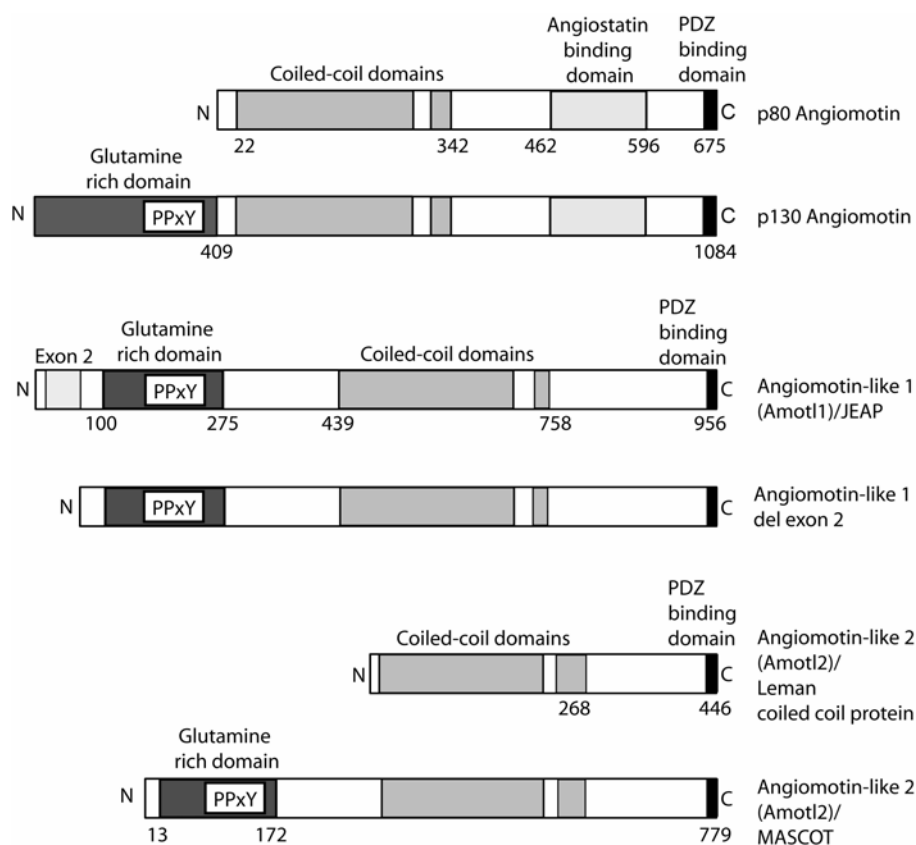 Angiostatin
binding
domain
PDZ
binding
domain
Coiled-coil domains
N
C
p80 Angiomotin
22
342
462
596
675
Glutamine
rich domain
N
PPxY
C
p130 Angiomotin
409
1084
PDZ
binding
domain
Glutamine
rich domain
Exon 2
Coiled-coil domains
N
PPxY
C
Angiomotin-like 1
(Amotl1)/JEAP
100
275
439
758
956
N
PPxY
C
Angiomotin-like 1
del exon 2
PDZ
binding
domain
Coiled-coil domains
N
C
Angiomotin-like 2
(Amotl2)/
Leman
coiled coil protein
268
446
Glutamine
rich domain
N
PPxY
C
Angiomotin-like 2
(Amotl2)/
MASCOT
13
172
779